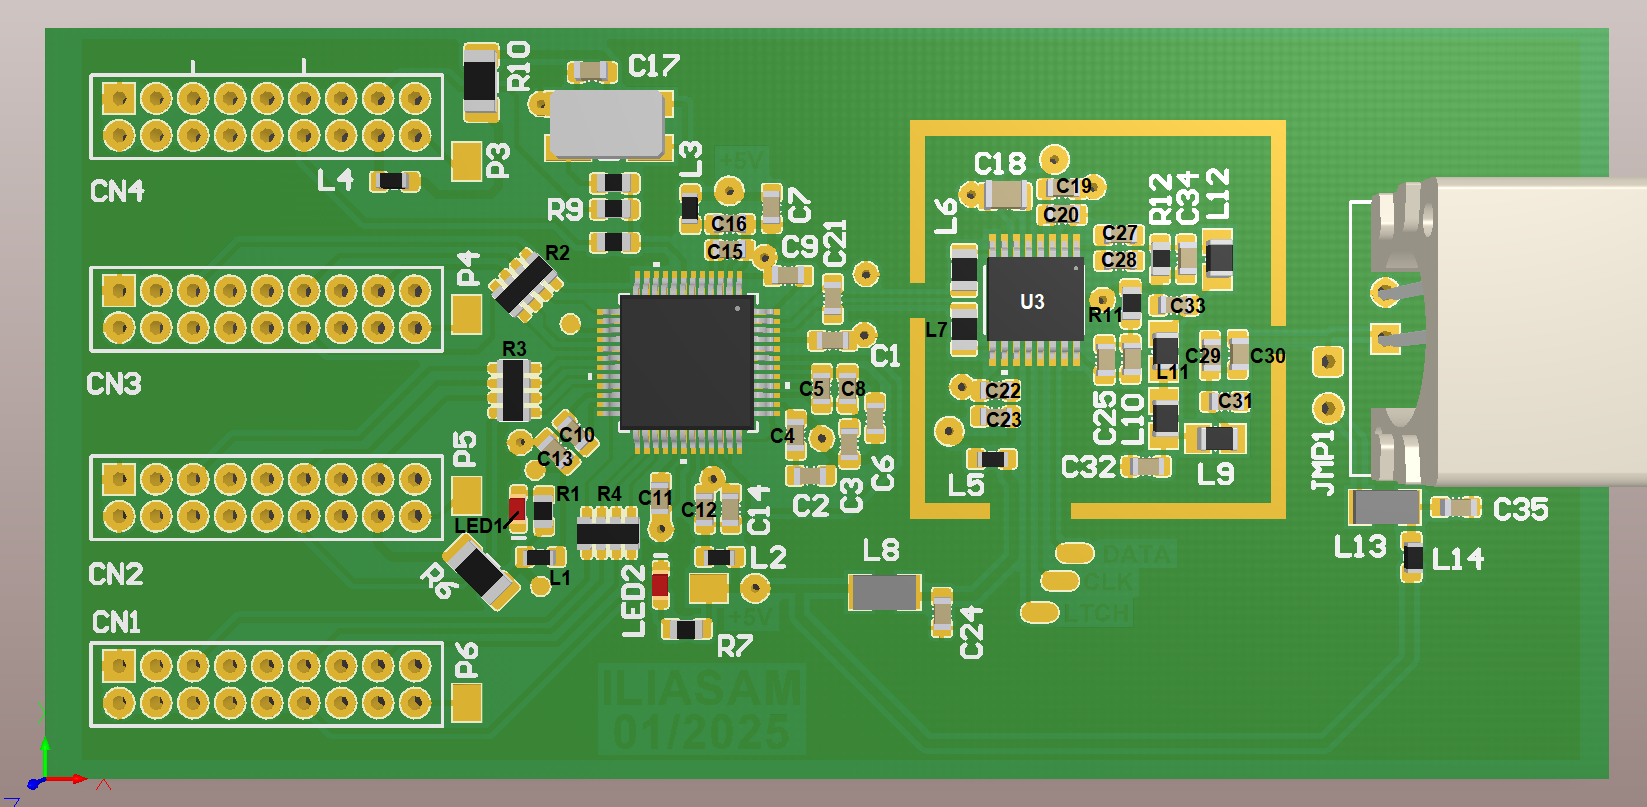 R10
C17
+5V
P3
L3
L4
CN4
R9
C7
C16
C15
C9
C21
R2
P4
C18
C19
C20
L6
R12
C34
L12
C27
C28
U3
R11
C33
L7
C1
R3
CN3
C5
C8
C4
C29
C30
L11
C22
C23
C31
C25
L10
C10
C13
P5
C6
C3
C2
C32
L9
L5
JMP1
LED1
R1
R4
C11
C12
C14
C35
L13
L14
CN2
R6
L1
L2
LED2
L8
DATA
CLK
LTCH
+5V
C24
R7
CN1
P6
ILIASAM
01/2025
X
Y
Z